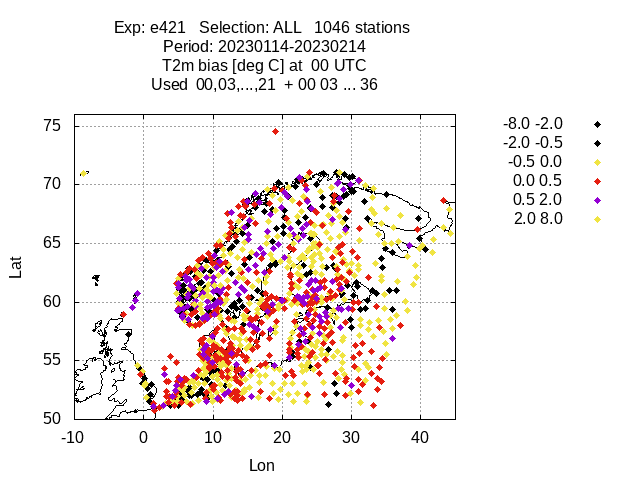 Exp: e421 Selection: ALL 1046 stations
Period: 20230114-20230214
T2m bias [deg C] at 00 UTC
Used 00,03,...,21 + 00 03 ... 36
-8.0 -2.0
-2.0 -0.5
-0.5 0.0
0.0 0.5
0.5 2.0
2.0 8.0
75
70
65
60
55
50
Lat
-10 0 10 20 30 40
Lon